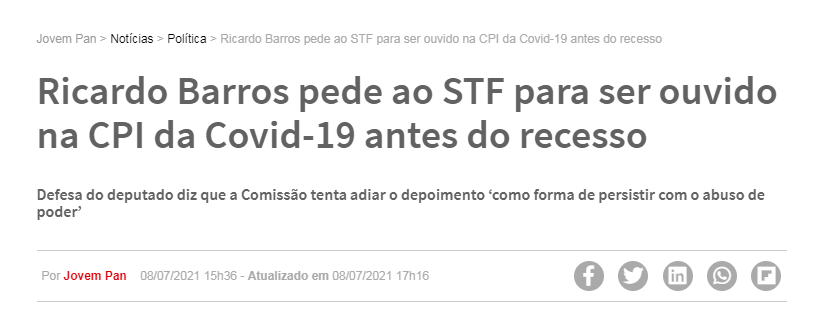 Jovem Pan > Notícias > Política > Ricardo Barros pede ao STF para ser ouvido na CPI da Covid-19 antes do recesso
Ricardo Barros pede ao STF para ser ouvido
na CPI da Covid-19 antes do recesso
Defesa do deputado diz que a Comissão tenta adiar o depoimento ‘como forma de persistir com o abuso de
poder’
Por Jovem Pan 08/07/2021 15h36 - Atualizado em 08/07/2021 17h16